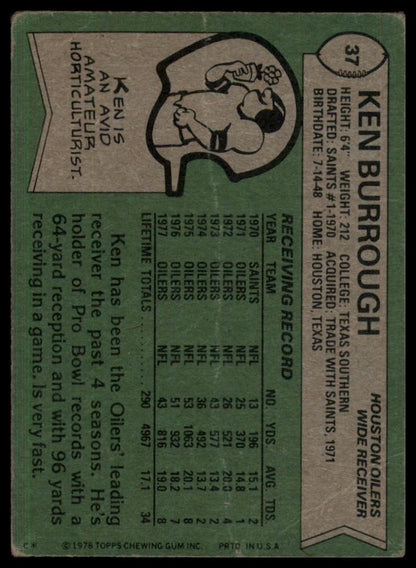 37
KEN BURROUGH
HOUSTON OILERS
WIDE RECEIVER
HEIGHT: 6'4" WEIGHT: 212 COLLEGE: TEXAS SOUTHERN
DRAFTED: SAINTS #1-1970 ACQUIRED: TRADE WITH SAINTS, 1971
BIRTHDATE: 7-14-48 HOME: HOUSTON, TEXAS
KEN IS
AN AVID
AMATEUR
HORTICULTURIST.
RECEIVING RECORD
YEAR TEAM NO. YDS. AVG. TDS.
1970 SAINTS NFL 13 196 15.1 2
1971 OILERS NFL 25 370 14.8 1
1972 OILERS NFL 26 521 20.0 4
1973 OILERS NFL 43 577 13.4 2
1974 OILERS NFL 36 492 13.7 2
1975 OILERS NFL 53 1063 20.1 8
1976 OILERS NFL 51 932 18.2 7
1977 OILERS NFL 43 816 19.0 8
LIFETIME TOTALS... 290 4967 17.1 34
Ken has been the Oilers' leading
receiver the past 4 seasons. He's
holder of Pro Bowl records with a
64-yard reception and with 96 yards
receiving in a game. Is very fast.
C* © 1978 TOPPS CHEWING GUM INC. PRTD IN U.S.A.